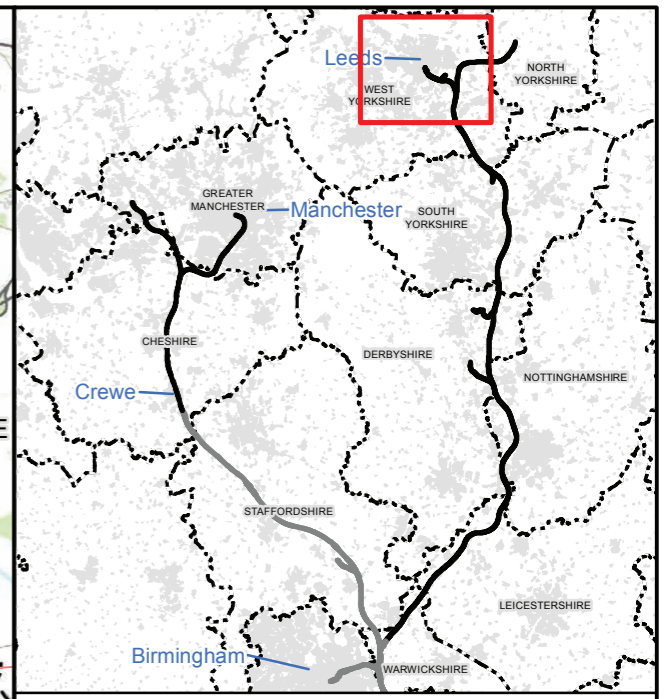 Leeds
NORTH
YORKSHIRE
WEST
YORKSHIRE
GREATER
MANCHESTER
Manchester
SOUTH
YORKSHIRE
CHESHIRE
DERBYSHIRE
NOTTINGHAMSHIRE
Crewe
E
STAFFORDSHIRE
LEICESTERSHIRE
Birmingham
WARWICKSHIRE